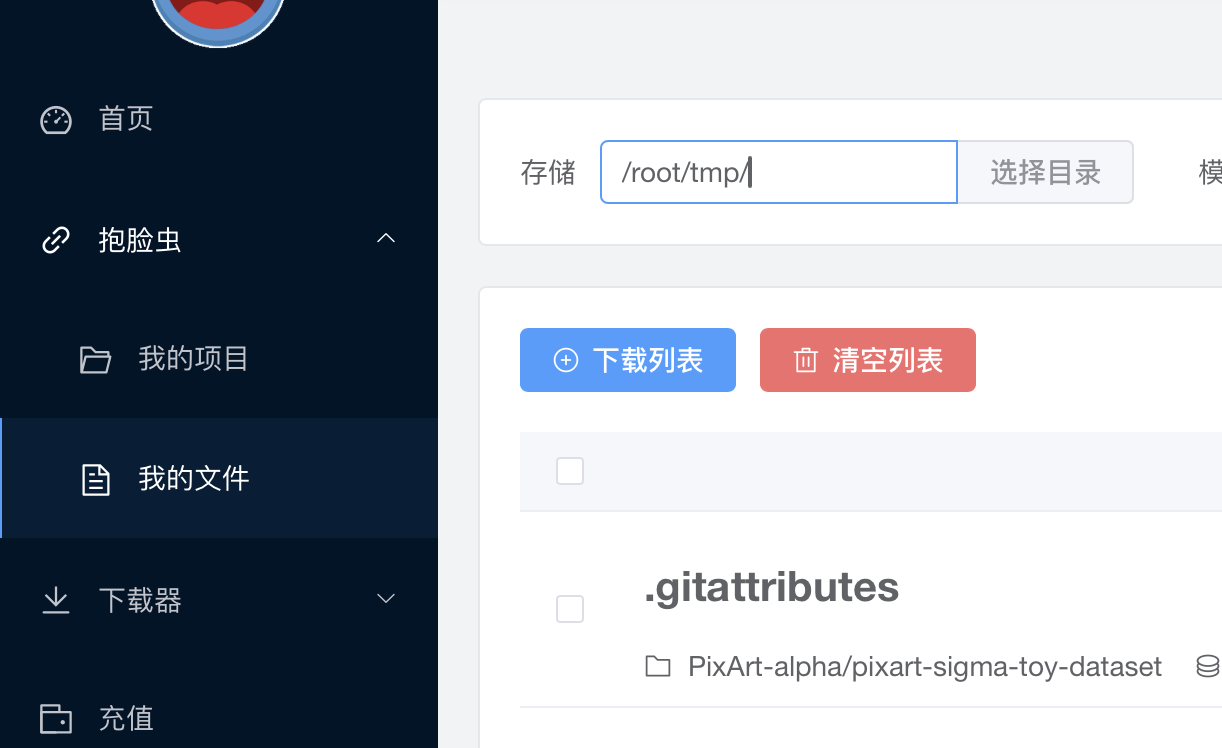 首页
抱脸虫
我的项目
我的文件
下载器
充值
存储 /root/tmp/ 选择目录 模
下载列表 清空列表
.gitattributes
PixArt-alpha/pixart-sigma-toy-dataset